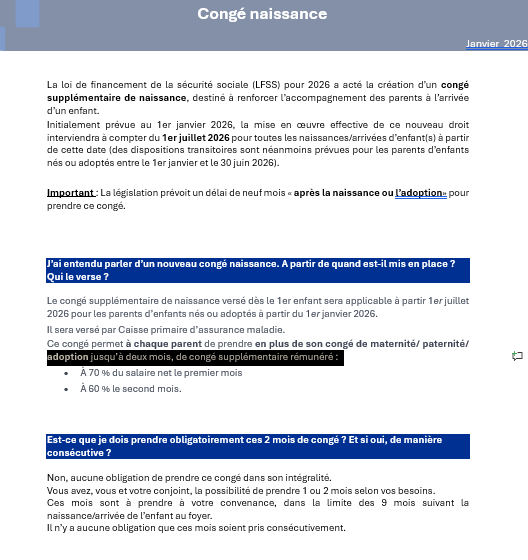 Congé naissance
Janvier 2026
La loi de financement de la sécurité sociale (LFSS) pour 2026 a acté la création d’un congé
supplémentaire de naissance, destiné à renforcer l’accompagnement des parents à l’arrivée
d’un enfant.
Initialement prévue au 1er janvier 2026, la mise en œuvre effective de ce nouveau droit
interviendra à compter du 1er juillet 2026 pour toutes les naissances/arrivées d’enfant(s) à partir
de cette date (des dispositions transitoires sont néanmoins prévues pour les parents d’enfants
nés ou adoptés entre le 1er janvier et le 30 juin 2026).
Important : La législation prévoit un délai de neuf mois « après la naissance ou l’adoption» pour
prendre ce congé.
J’ai entendu parler d’un nouveau congé naissance. A partir de quand est-il mis en place ?
Qui le verse ?
Le congé supplémentaire de naissance versé dès le 1er enfant sera applicable à partir 1er juillet
2026 pour les parents d’enfants nés ou adoptés à partir du 1er janvier 2026.
Il sera versé par Caisse primaire d’assurance maladie.
Ce congé permet à chaque parent de prendre en plus de son congé de maternité/ paternité/
adoption jusqu’à deux mois, de congé supplémentaire rémunéré :
• À 70 % du salaire net le premier mois
• À 60 % le second mois.
Est-ce que je dois prendre obligatoirement ces 2 mois de congé ? Et si oui, de manière
consécutive ?
Non, aucune obligation de prendre ce congé dans son intégralité.
Vous avez, vous et votre conjoint, la possibilité de prendre 1 ou 2 mois selon vos besoins.
Ces mois sont à prendre à votre convenance, dans la limite des 9 mois suivant la
naissance/arrivée de l’enfant au foyer.
Il n’y a aucune obligation que ces mois soient pris consécutivement.